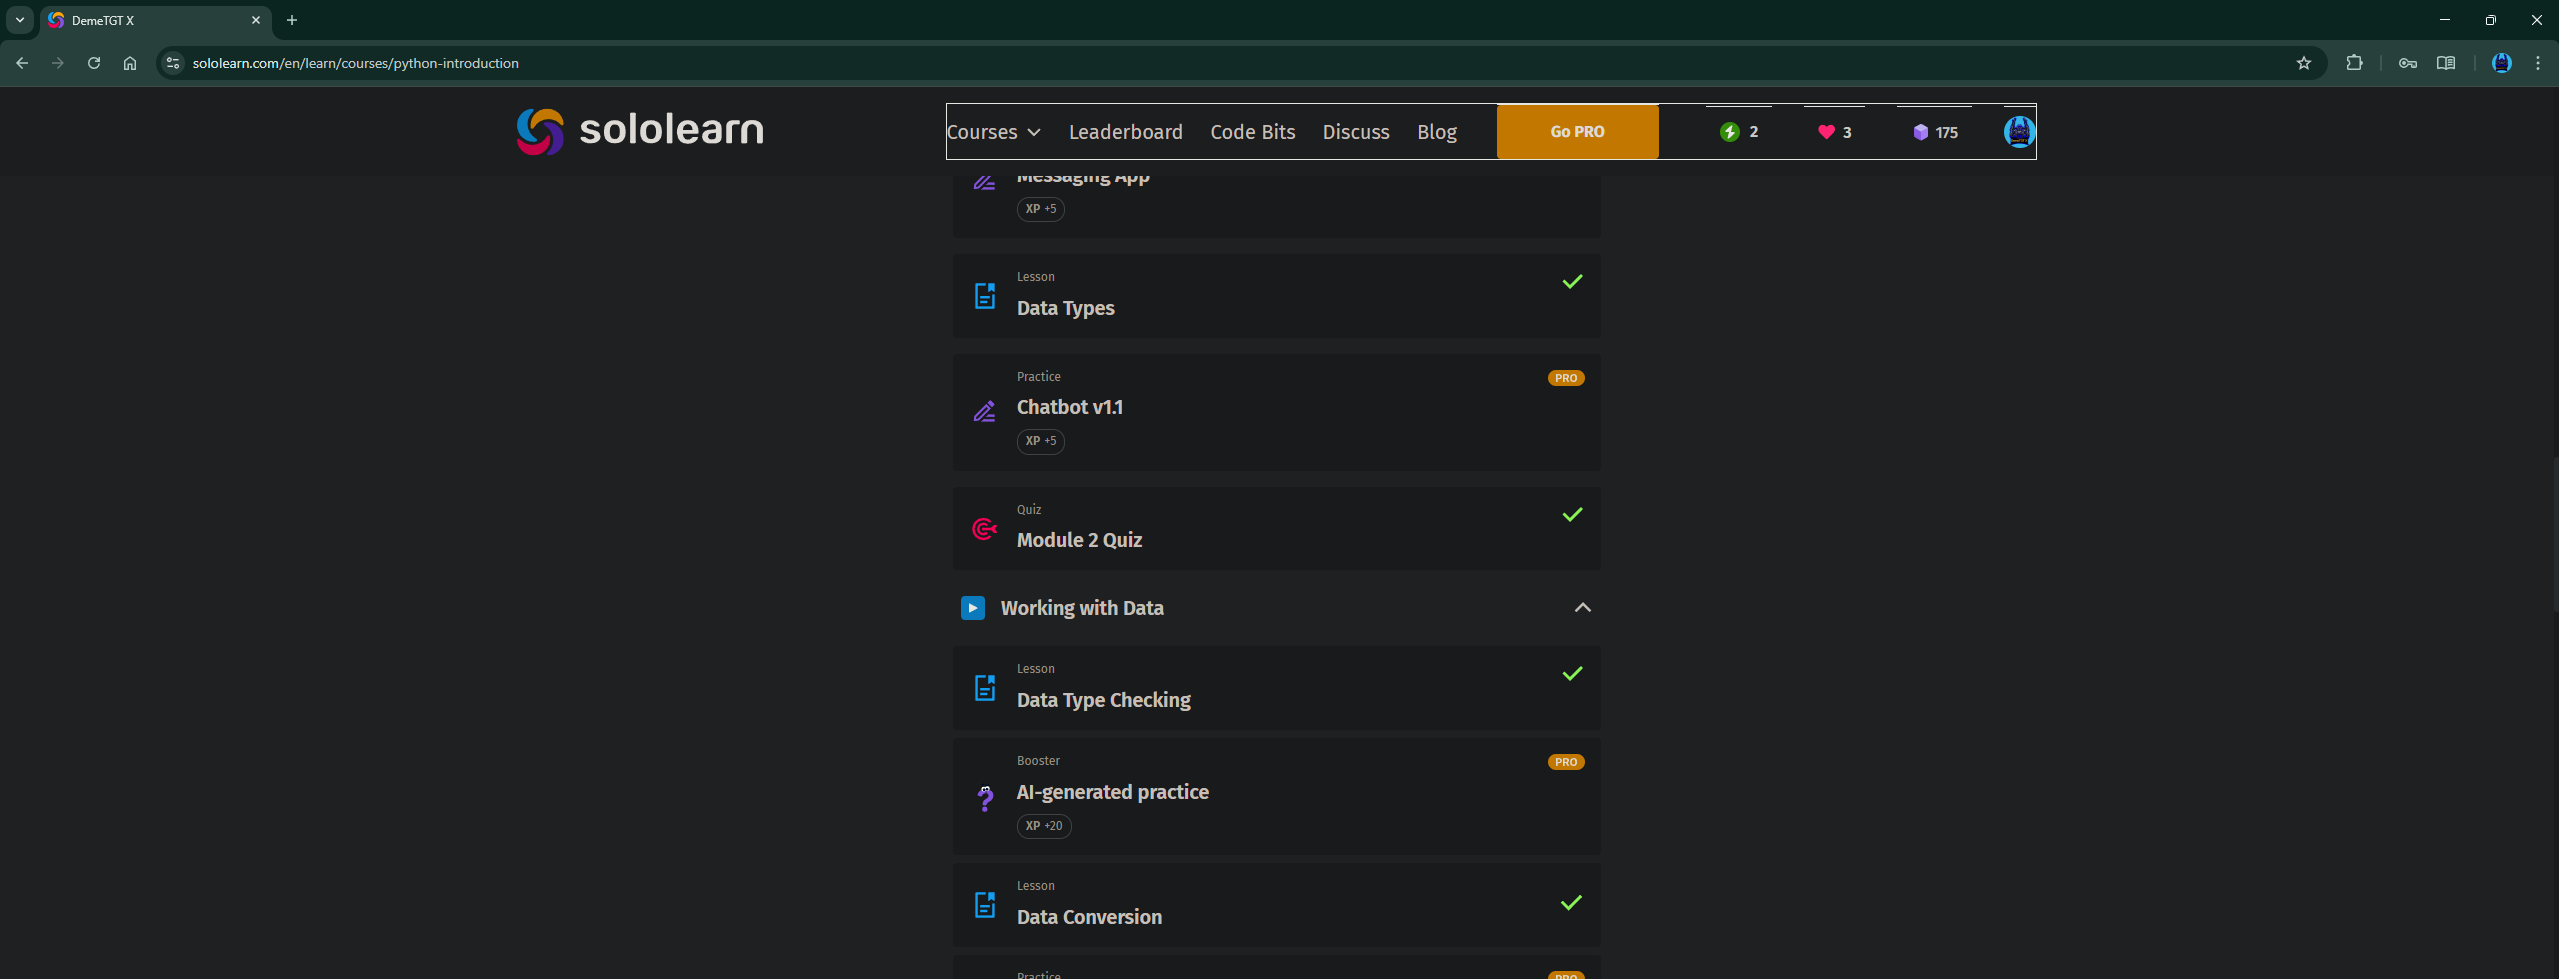 DemeTGT X
sololearn.com/en/learn/courses/python-introduction
sololearn
Courses Leaderboard Code Bits Discuss Blog Go PRO 2 3 175
Messaging App
XP +5
Lesson
Data Types
Practice PRO
Chatbot v1.1
XP +5
Quiz
Module 2 Quiz
Working with Data
Lesson
Data Type Checking
Booster PRO
AI-generated practice
XP +20
Lesson
Data Conversion
Practice PRO